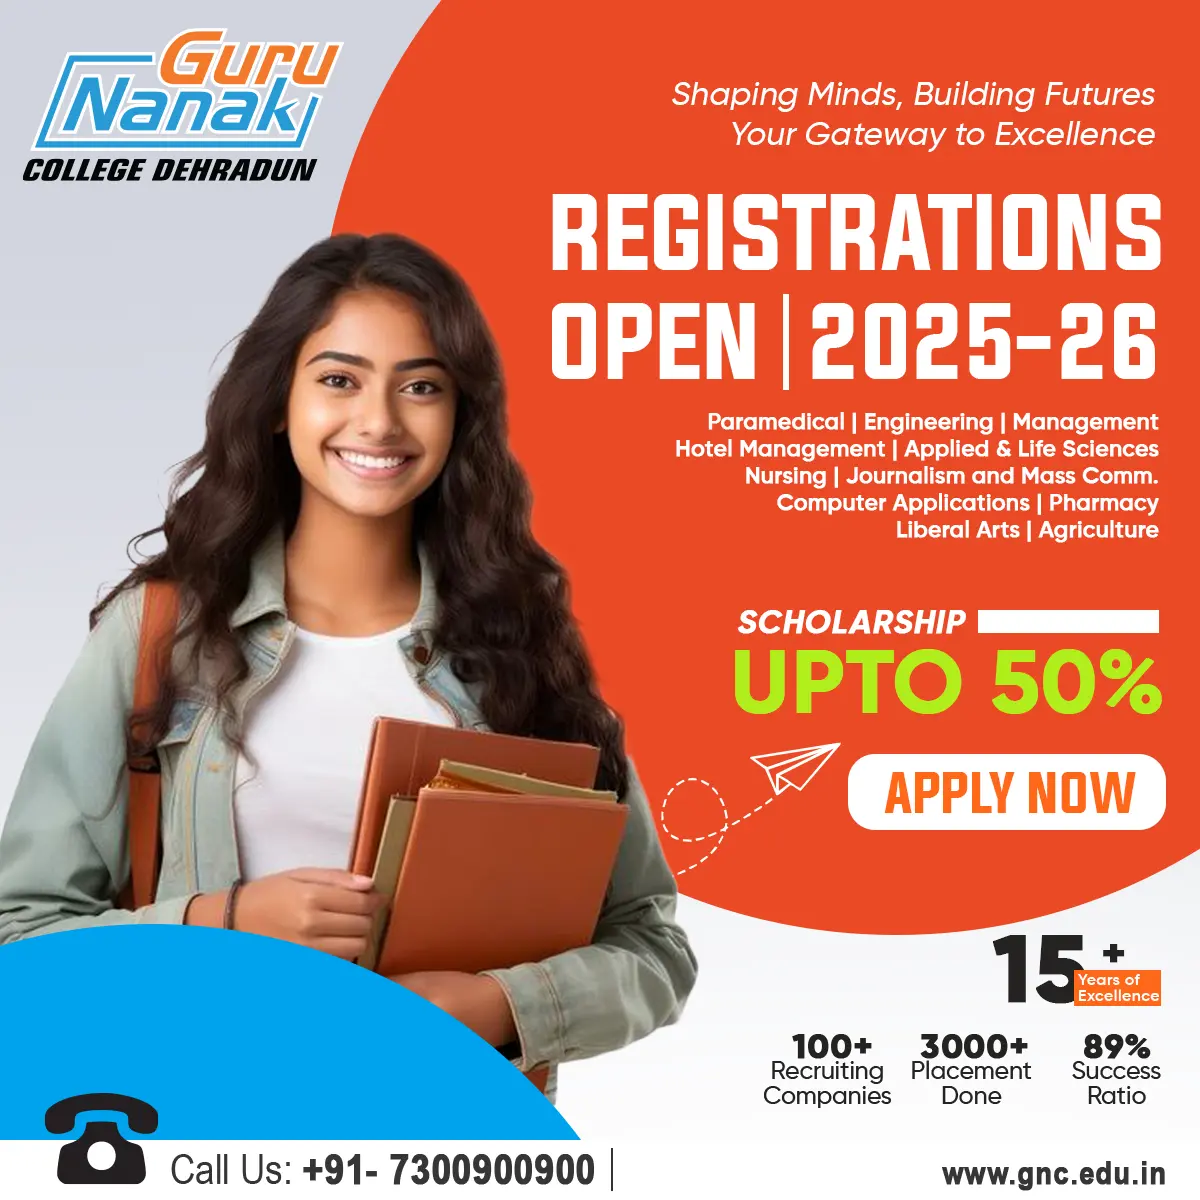 Guru
Nanak
COLLEGE DEHRADUN
Shaping Minds, Building Futures
Your Gateway to Excellence
REGISTRATIONS
OPEN | 2025-26
Paramedical | Engineering | Management
Hotel Management | Applied & Life Sciences
Nursing | Journalism and Mass Comm.
Computer Applications | Pharmacy
Liberal Arts | Agriculture
SCHOLARSHIP
UPTO 50%
APPLY NOW
15+
Years of
Excellence
100+
Recruiting
Companies
3000+
Placement
Done
89%
Success
Ratio
Call Us: +91- 7300900900 |
www.gnc.edu.in